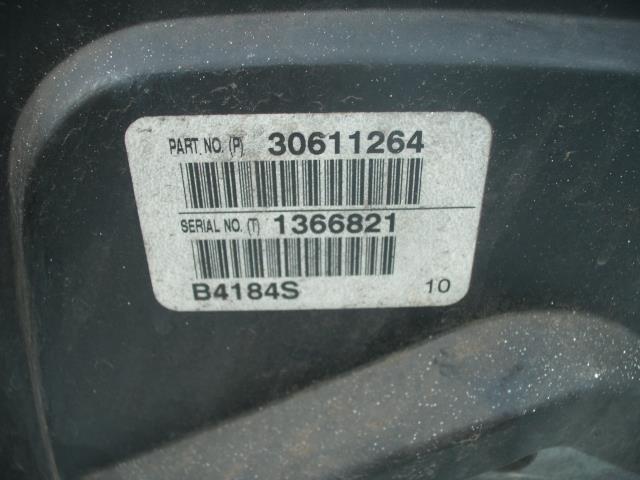 PART. NO. (P) 30611264
SERIAL NO. (T) 1366821
B4184S 10